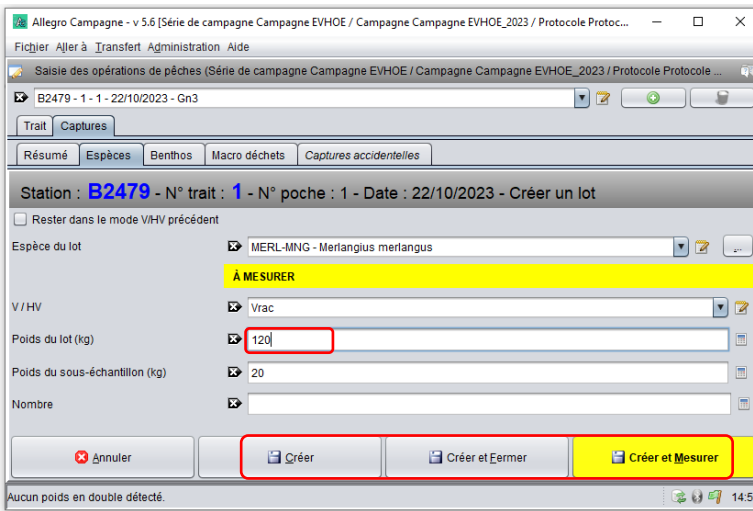 Allegro Campagne - v 5.6 [Série de campagne Campagne EVHOE / Campagne Campagne EVHOE_2023 / Protocole Protoc...
Fichier Aller à Transfert Administration Aide
Saisie des opérations de pêches (Série de campagne Campagne EVHOE / Campagne Campagne EVHOE_2023 / Protocole Protocole ...
B2479 - 1 - 1 - 22/10/2023 - Gn3
Trait Captures
Résumé Espèces Benthos Macro déchets Captures accidentelles
Station : B2479 - N° trait : 1 - N° poche : 1 - Date : 22/10/2023 - Créer un lot
Rester dans le mode V/HV précédent
Espèce du lot MERL-MNG - Merlangius merlangus ...
À MESURER
V / HV Vrac
Poids du lot (kg) 120
Poids du sous-échantillon (kg) 20
Nombre
Annuler Créer Créer et Fermer Créer et Mesurer
Aucun poids en double détecté. 14:5